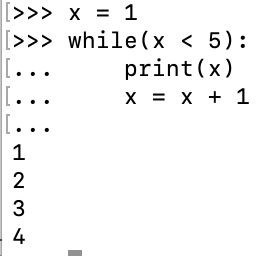 [>>> x = 1
[>>> while(x < 5):
[...     print(x)
[...     x = x + 1
[...
1
2
3
4